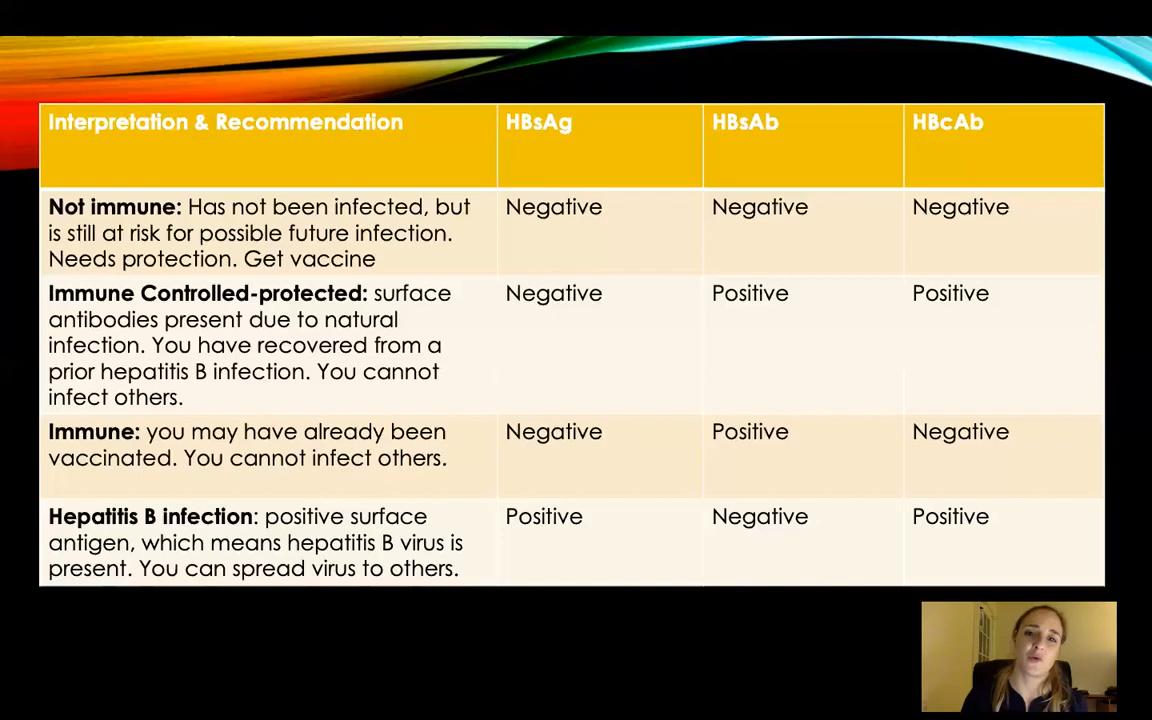 Interpretation & Recommendation HBsAg HBsAb HBcAb
Not immune: Has not been infected, but Negative Negative Negative
is still at risk for possible future infection.
Needs protection. Get vaccine
Immune Controlled-protected: surface Negative Positive Positive
antibodies present due to natural
infection. You have recovered from a
prior hepatitis B infection. You cannot
infect others.
Immune: you may have already been Negative Positive Negative
vaccinated. You cannot infect others.
Hepatitis B infection: positive surface Positive Negative Positive
antigen, which means hepatitis B virus is
present. You can spread virus to others.